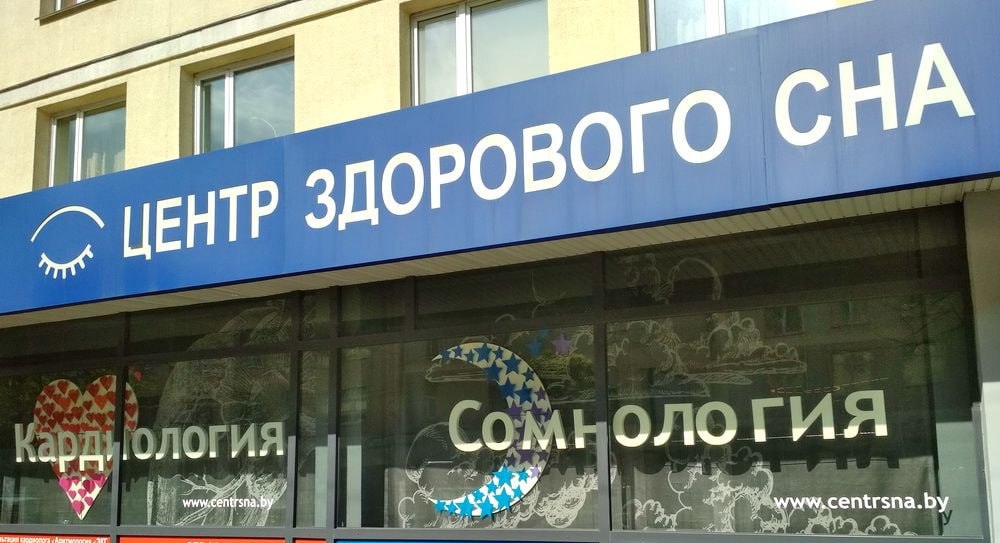 ЦЕНТР ЗДОРОВОГО СНА
Кардиология
Сомнология
www.centrsna.by
www.centrsna.by